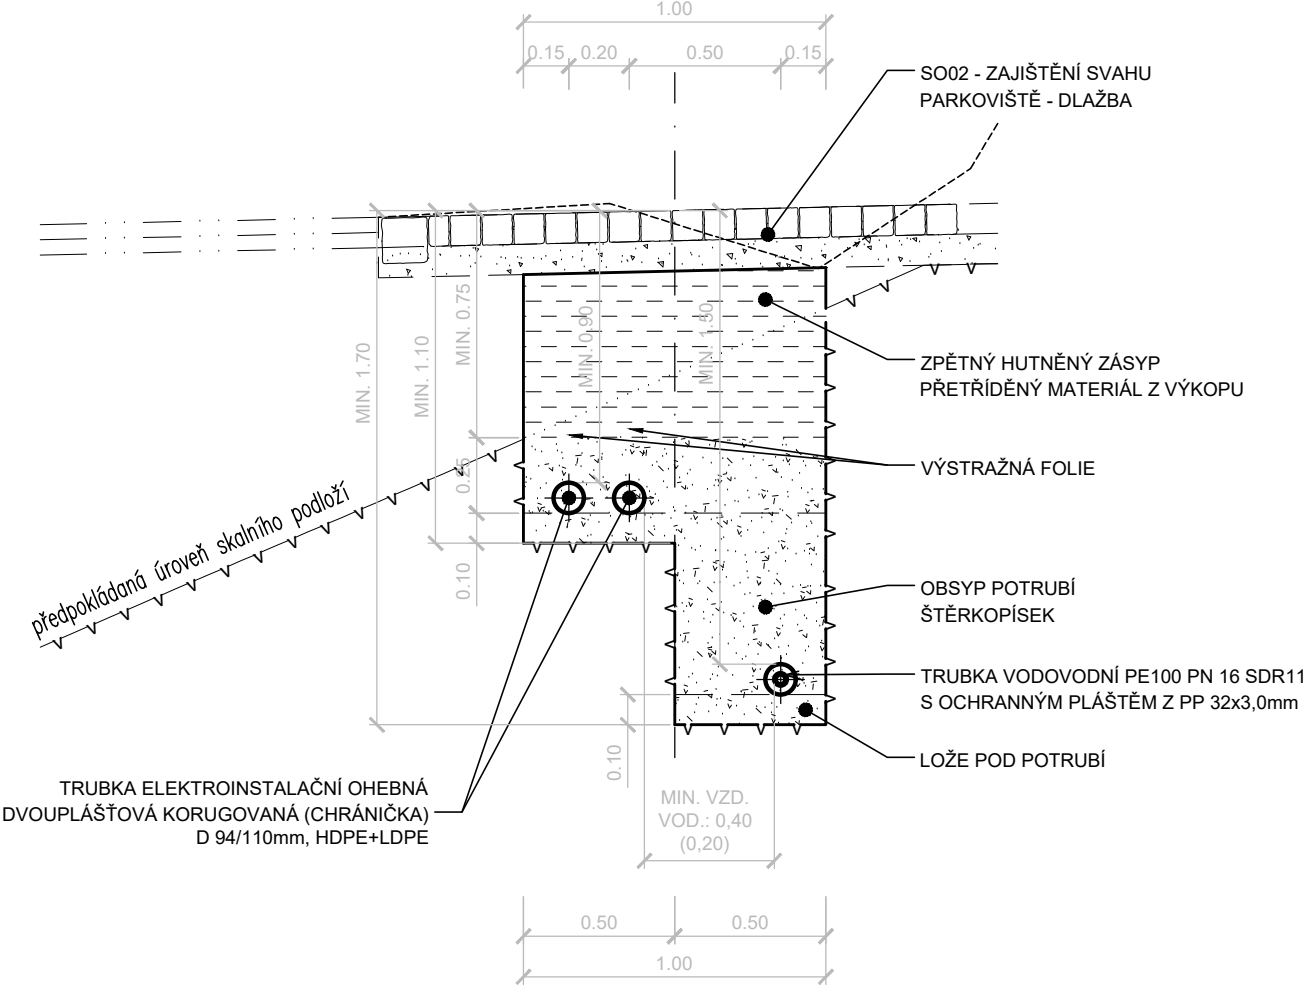 1.00
0.15
0.20
0.50
0.15
SO02 - ZAJIŠTĚNÍ SVAHU
PARKOVIŠTĚ - DLAŽBA
MIN. 1.70
MIN. 1.10
MIN. 0.75
MIN. 0.90
MIN. 1.50
ZPĚTNÝ HUTNĚNÝ ZÁSYP
PŘETŘÍDĚNÝ MATERIÁL Z VÝKOPU
VÝSTRAŽNÁ FOLIE
0.25
předpokládaná úroveň skalního podloží
0.10
OBSYP POTRUBÍ
ŠTĚRKOPÍSEK
TRUBKA VODOVODNÍ PE100 PN 16 SDR11
S OCHRANNÝM PLÁŠTĚM Z PP 32x3,0mm
LOŽE POD POTRUBÍ
0.10
TRUBKA ELEKTROINSTALAČNÍ OHEBNÁ
DVOUPLÁŠŤOVÁ KORUGOVANÁ (CHRÁNIČKA)
D 94/110mm, HDPE+LDPE
MIN. VZD.
VOD.: 0,40
(0,20)
0.50
0.50
1.00